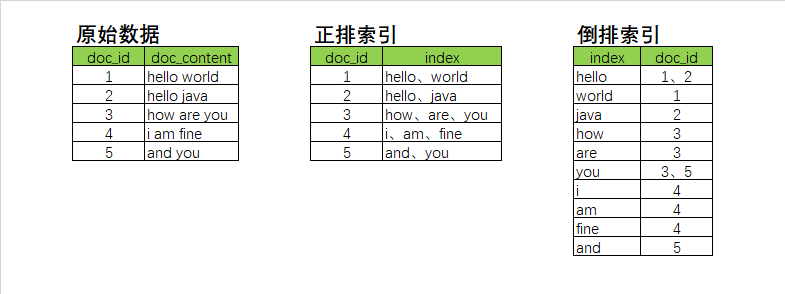 原始数据
doc_id doc_content
1 hello world
2 hello java
3 how are you
4 i am fine
5 and you
正排索引
doc_id index
1 hello、world
2 hello、java
3 how、are、you
4 i、am、fine
5 and、you
倒排索引
index doc_id
hello 1、2
world 1
java 2
how 3
are 3
you 3、5
i 4
am 4
fine 4
and 5